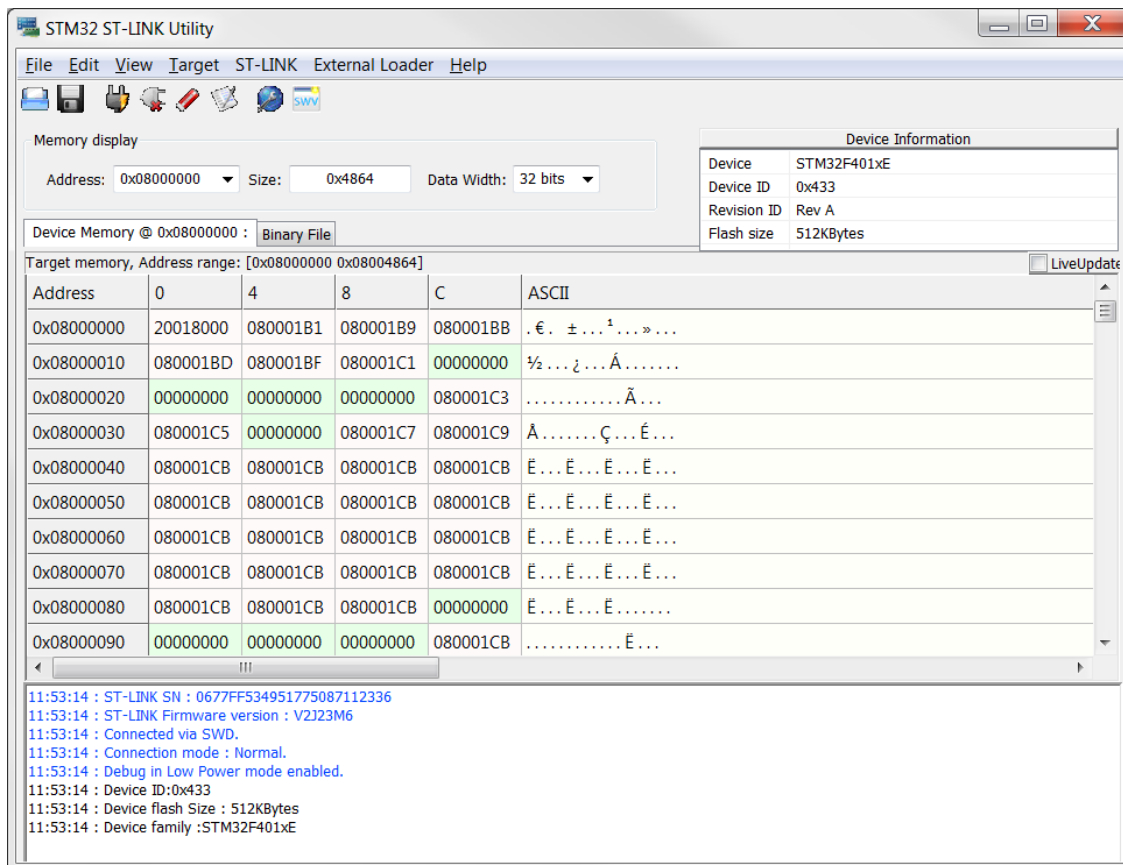 STM32 ST-LINK Utility
File Edit View Target ST-LINK External Loader Help
SWV
Memory display
Address: 0x08000000 Size: 0x4864 Data Width: 32 bits
Device Information
Device STM32F401xE
Device ID 0x433
Revision ID Rev A
Flash size 512KBytes
Device Memory @ 0x08000000 : Binary File
Target memory, Address range: [0x08000000 0x08004864]
LiveUpdate
Address 0 4 8 C ASCII
0x08000000 20018000 080001B1 080001B9 080001BB .€. ±...¹...»...
0x08000010 080001BD 080001BF 080001C1 00000000 ½...¿...Á.......
0x08000020 00000000 00000000 00000000 080001C3 ............Ã...
0x08000030 080001C5 00000000 080001C7 080001C9 Å.......Ç...É...
0x08000040 080001CB 080001CB 080001CB 080001CB Ë...Ë...Ë...Ë...
0x08000050 080001CB 080001CB 080001CB 080001CB Ë...Ë...Ë...Ë...
0x08000060 080001CB 080001CB 080001CB 080001CB Ë...Ë...Ë...Ë...
0x08000070 080001CB 080001CB 080001CB 080001CB Ë...Ë...Ë...Ë...
0x08000080 080001CB 080001CB 080001CB 00000000 Ë...Ë...Ë.......
0x08000090 00000000 00000000 00000000 080001CB ............Ë...
11:53:14 : ST-LINK SN : 0677FF534951775087112336
11:53:14 : ST-LINK Firmware version : V2J23M6
11:53:14 : Connected via SWD.
11:53:14 : Connection mode : Normal.
11:53:14 : Debug in Low Power mode enabled.
11:53:14 : Device ID:0x433
11:53:14 : Device flash Size : 512KBytes
11:53:14 : Device family :STM32F401xE